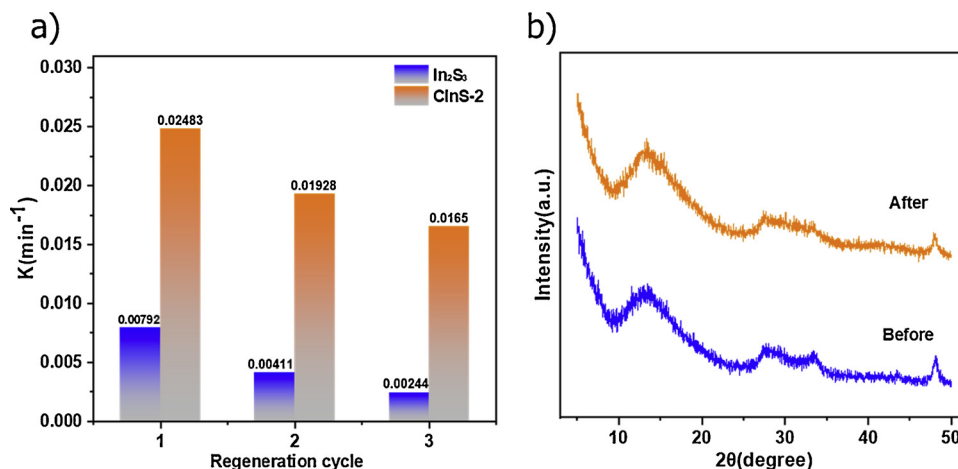 a)
b)
K(min⁻¹)
0.030
0.025
0.020
0.015
0.010
0.005
0.000
In₂S₃
CInS-2
0.02483
0.01928
0.0165
0.00792
0.00411
0.00244
1 2 3
Regeneration cycle
Intensity(a.u.)
After
Before
10 20 30 40 50
2θ(degree)